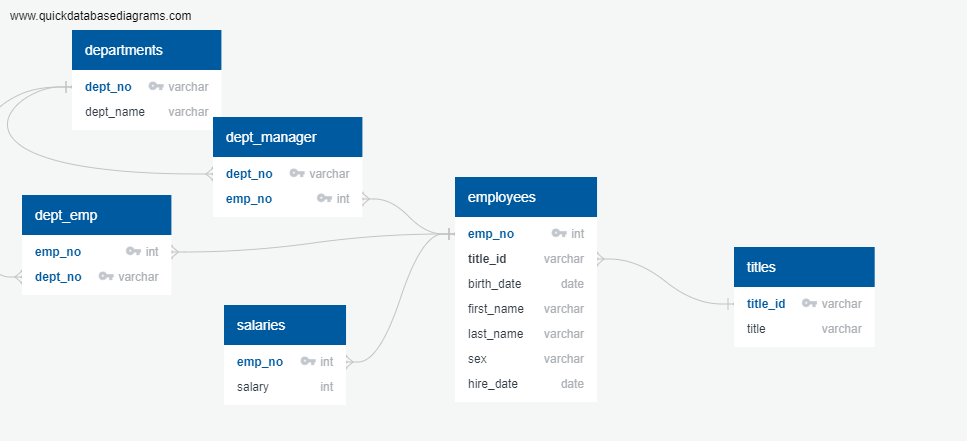 www.quickdatabasediagrams.com
departments
dept_no varchar
dept_name varchar
dept_manager
dept_no varchar
emp_no int
dept_emp
emp_no int
dept_no varchar
salaries
emp_no int
salary int
employees
emp_no int
title_id varchar
birth_date date
first_name varchar
last_name varchar
sex varchar
hire_date date
titles
title_id varchar
title varchar